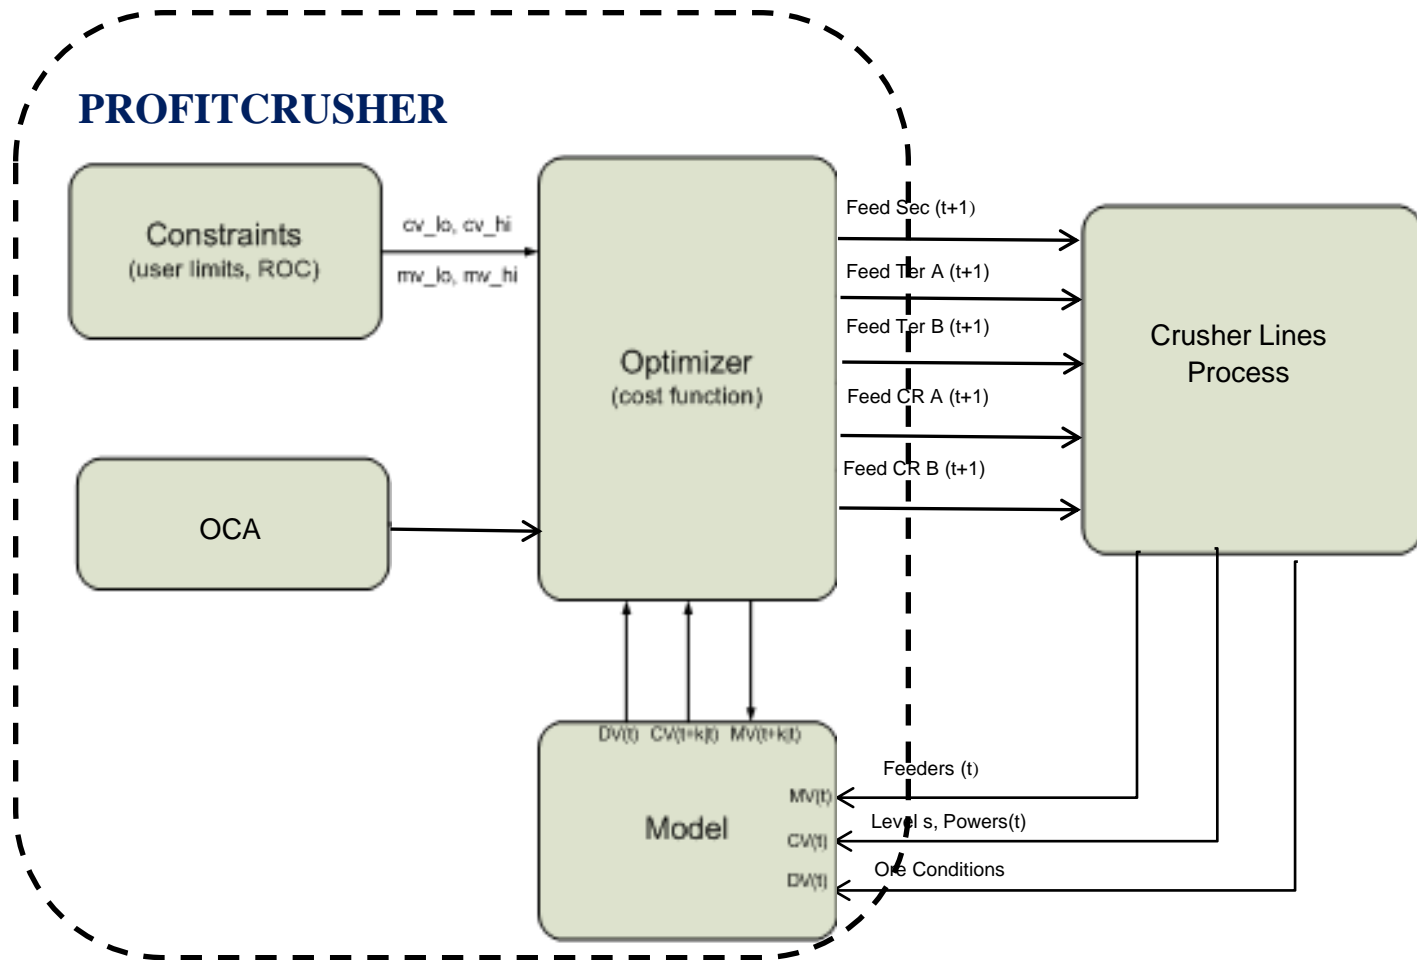 PROFITCRUSHER
Constraints
(user limits, ROC)
cv_lo, cv_hi
mv_lo, mv_hi
OCA
Optimizer
(cost function)
Feed Sec (t+1)
Feed Ter A (t+1)
Feed Ter B (t+1)
Feed CR A (t+1)
Feed CR B (t+1)
Crusher Lines
Process
DV(t) CV(t+k|t) MV(t+k|t)
Model
MV(t)
CV(t)
DV(t)
Feeders (t)
Level s, Powers(t)
Ore Conditions